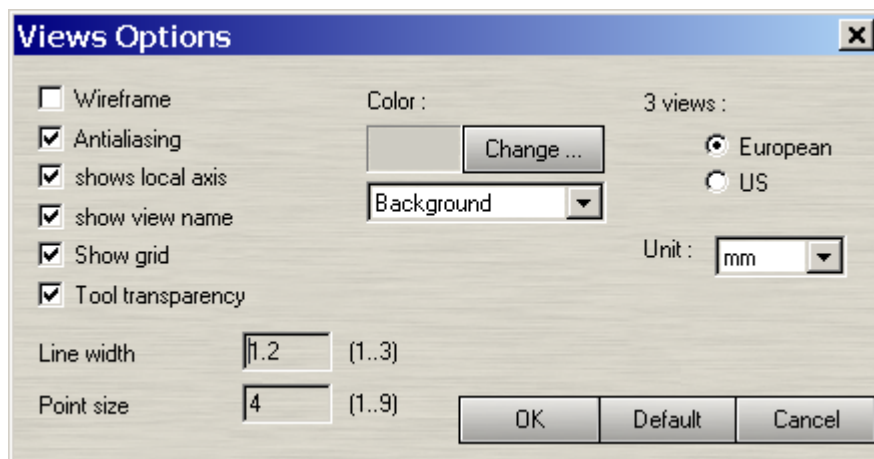 Views Options
Wireframe
Antialiasing
shows local axis
show view name
Show grid
Tool transparency
Line width 1.2 (1..3)
Point size 4 (1..9)
Color :
Change ...
Background
3 views :
European
US
Unit : mm
OK Default Cancel